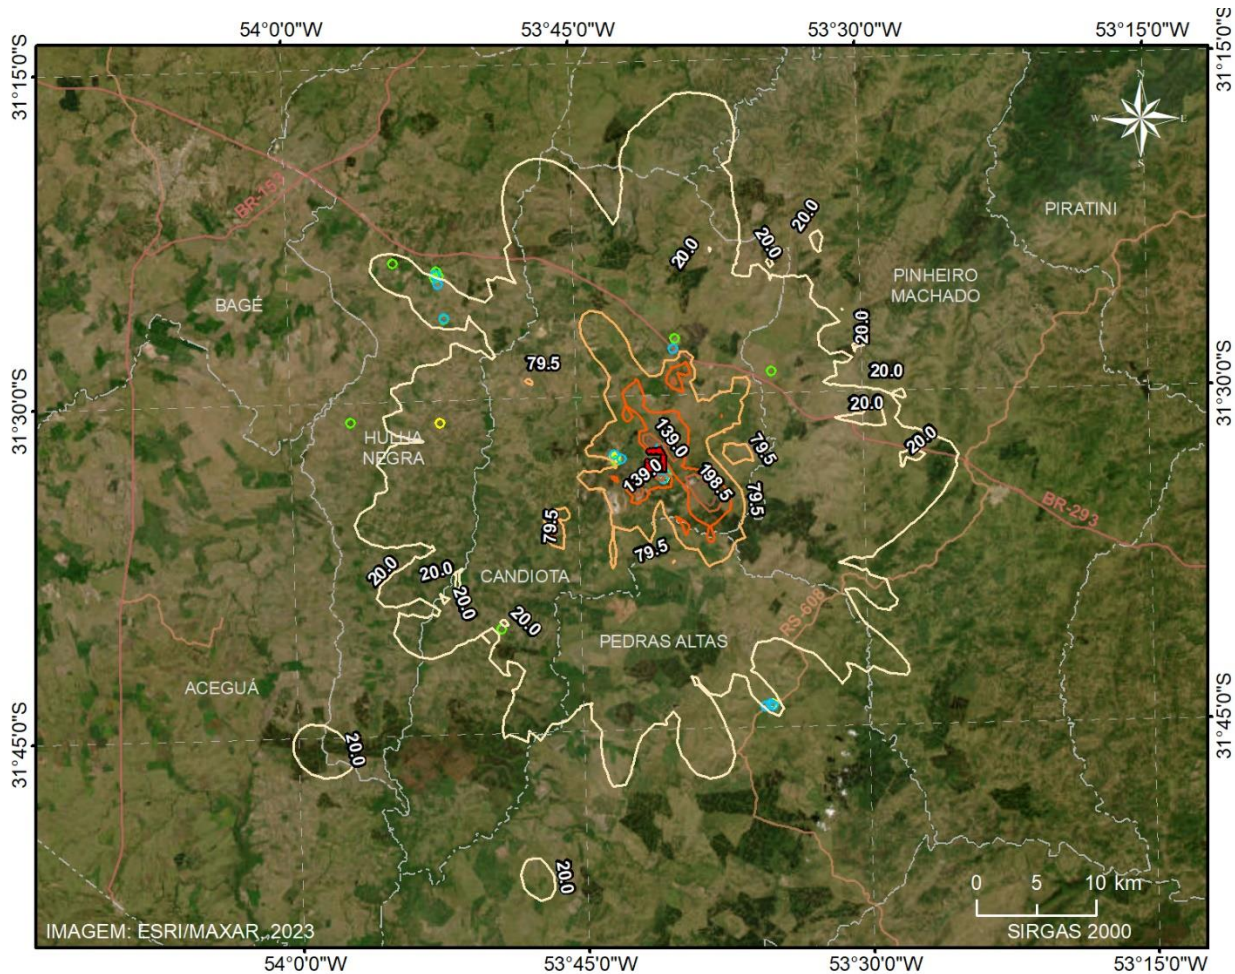 54°0'0"W 53°45'0"W 53°30'0"W 53°15'0"W
31°15'0"S
31°15'0"S
N
W L
S
BR-153
PIRATINI
20.0
20.0
20.0
PINHEIRO
MACHADO
BAGÉ
20.0
79.5
20.0
31°30'0"S
31°30'0"S
20.0
HULHA
NEGRA
139.0
79.5
20.0
139.0
198.5
79.5
BR-293
79.5
79.5
20.0
20.0
CANDIOTA
20.0
20.0
RS-608
PEDRAS ALTAS
ACEGUÁ
31°45'0"S
31°45'0"S
20.0
20.0
0 5 10 km
IMAGEM: ESRI/MAXAR, 2023
SIRGAS 2000
54°0'0"W 53°45'0"W 53°30'0"W 53°15'0"W